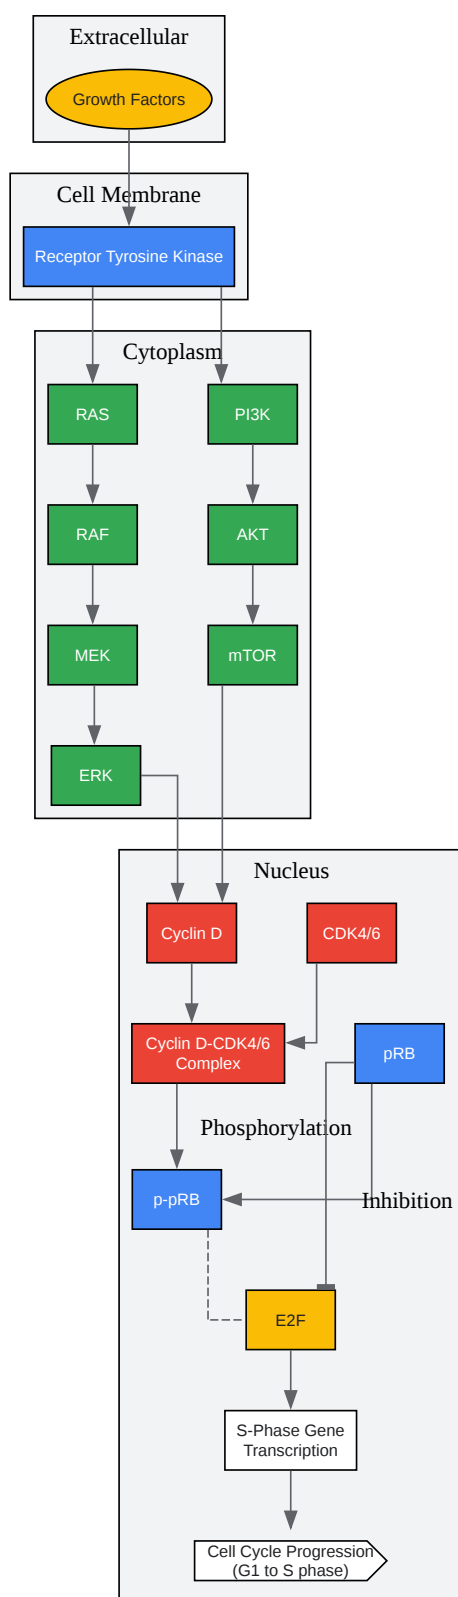 Extracellular
Growth Factors
Cell Membrane
Receptor Tyrosine Kinase
Cytoplasm
RAS
PI3K
RAF
AKT
MEK
mTOR
ERK
Nucleus
Cyclin D
CDK4/6
Cyclin D-CDK4/6
Complex
pRB
Phosphorylation
p-pRB
Inhibition
E2F
S-Phase Gene
Transcription
Cell Cycle Progression
(G1 to S phase)